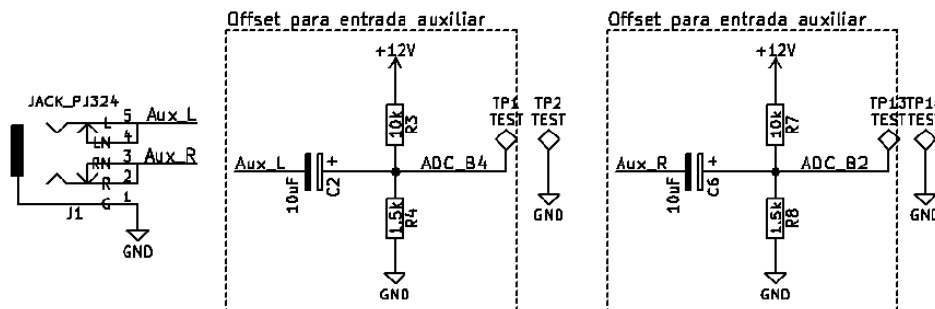 Offset para entrada auxiliar
+12V
JACK_PJ324
L 5 Aux_L
LN 4
RN 3 Aux_R
R 2
G 1
J1
GND
10k
R3
TP1
TEST
TP2
TEST
Aux_L
+
ADC_B4
10uF
C2
1.5k
R4
GND
GND
Offset para entrada auxiliar
+12V
10k
R7
TP13
TEST
TP14
TEST
Aux_R
+
ADC_B2
10uF
C6
1.5k
R8
GND
GND